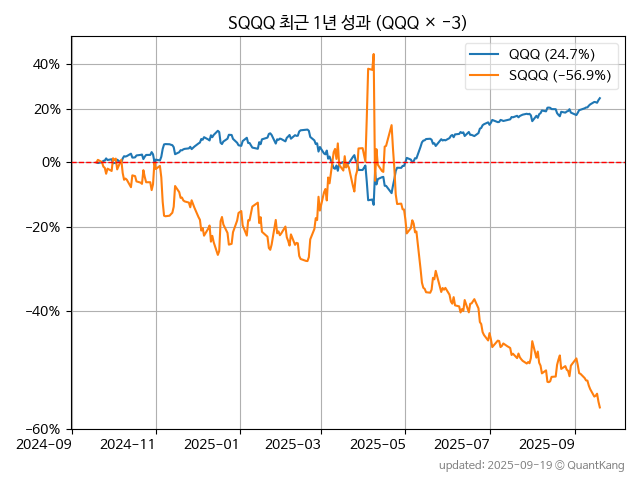 SQQQ 최근 1년 성과 (QQQ × −3)
QQQ (24.7%)
SQQQ (−56.9%)
40%
20%
0%
−20%
−40%
−60%
2024-09 2024-11 2025-01 2025-03 2025-05 2025-07 2025-09
updated: 2025-09-19 © QuantKang